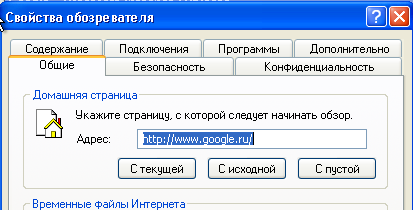 Свойства обозревателя
Содержание Подключения Программы Дополнительно
Общие Безопасность Конфиденциальность
Домашняя страница
Укажите страницу, с которой следует начинать обзор.
Адрес: http://www.google.ru/
С текущей С исходной С пустой
Временные файлы Интернета